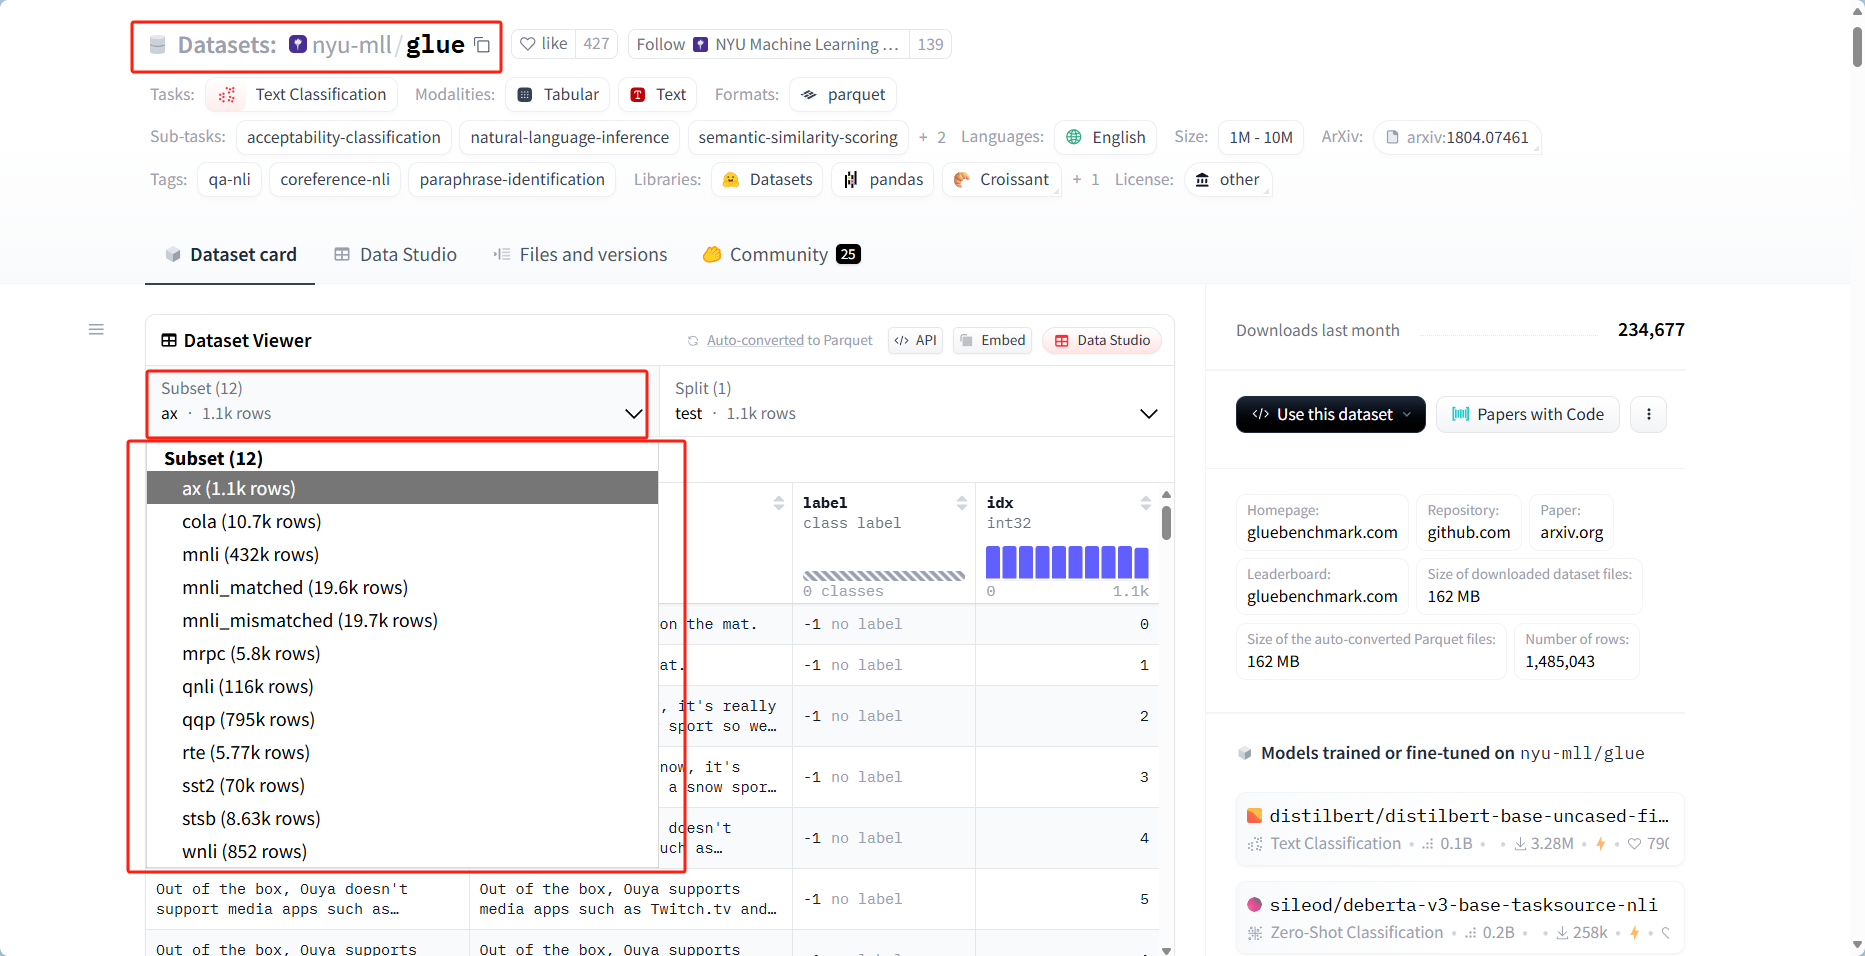 Datasets: nyu-mll/glue like 427 Follow NYU Machine Learning ... 139
Tasks: Text Classification Modalities: Tabular Text Formats: parquet
Sub-tasks: acceptability-classification natural-language-inference semantic-similarity-scoring + 2 Languages: English Size: 1M - 10M ArXiv: arxiv:1804.07461
Tags: qa-nli coreference-nli paraphrase-identification Libraries: Datasets pandas Croissant + 1 License: other
Dataset card Data Studio Files and versions Community 25
Dataset Viewer Auto-converted to Parquet </> API Embed Data Studio
Subset (12)
ax · 1.1k rows
Split (1)
test · 1.1k rows
Subset (12)
ax (1.1k rows)
cola (10.7k rows)
mnli (432k rows)
mnli_matched (19.6k rows)
mnli_mismatched (19.7k rows)
mrpc (5.8k rows)
qnli (116k rows)
qqp (795k rows)
rte (5.77k rows)
sst2 (70k rows)
stsb (8.63k rows)
wnli (852 rows)
label idx
class label int32
0 classes 0 1.1k
on the mat. -1 no label 0
at. -1 no label 1
, it's really
sport so we… -1 no label 2
now, it's
a snow spor… -1 no label 3
doesn't
uch as… -1 no label 4
Out of the box, Ouya doesn't Out of the box, Ouya supports
support media apps such as… media apps such as Twitch.tv and… -1 no label 5
Out of the box, Ouya supports Out of the box, Ouya supports
Downloads last month 234,677
</> Use this dataset Papers with Code
Homepage: Repository: Paper:
gluebenchmark.com github.com arxiv.org
Leaderboard: Size of downloaded dataset files:
gluebenchmark.com 162 MB
Size of the auto-converted Parquet files: Number of rows:
162 MB 1,485,043
Models trained or fine-tuned on nyu-mll/glue
distilbert/distilbert-base-uncased-fi…
Text Classification • 0.1B • • 3.28M • • 790
sileod/deberta-v3-base-tasksource-nli
Zero-Shot Classification • 0.2B • • 258k • •